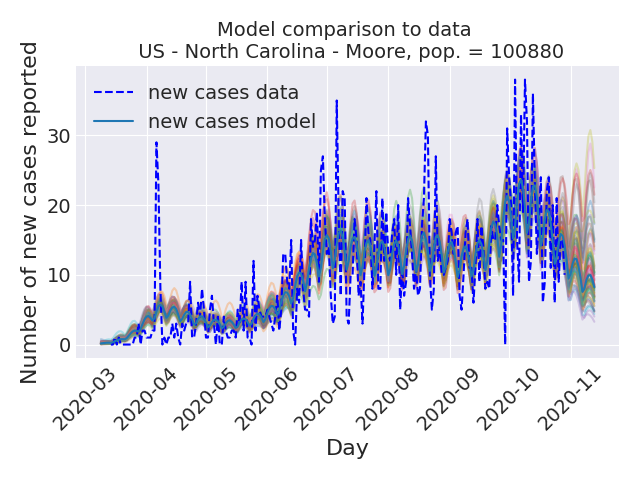 Model comparison to data
US - North Carolina - Moore, pop. = 100880
Number of new cases reported
new cases data
new cases model
30
20
10
0
2020-03
2020-04
2020-05
2020-06
2020-07
2020-08
2020-09
2020-10
2020-11
Day